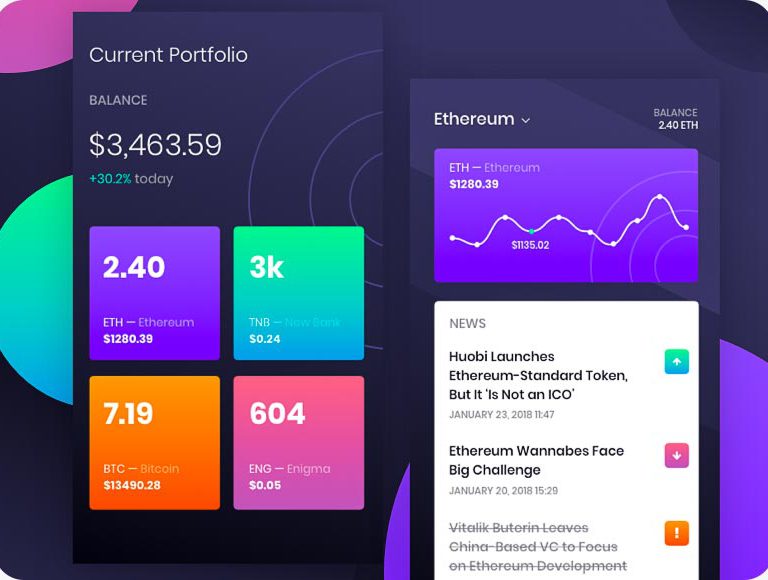 Current Portfolio
BALANCE
$3,463.59
+30.2% today
2.40
ETH — Ethereum
$1280.39
3k
TNB — New Bank
$0.24
7.19
BTC — Bitcoin
$13490.28
604
ENG — Enigma
$0.05
Ethereum
BALANCE
2.40 ETH
ETH — Ethereum
$1280.39
$1135.02
NEWS
Huobi Launches
Ethereum-Standard Token,
But It ‘Is Not an ICO’
JANUARY 23, 2018 11:47
Ethereum Wannabes Face
Big Challenge
JANUARY 20, 2018 15:29
Vitalik Buterin Leaves
China-Based VC to Focus
on Ethereum Development